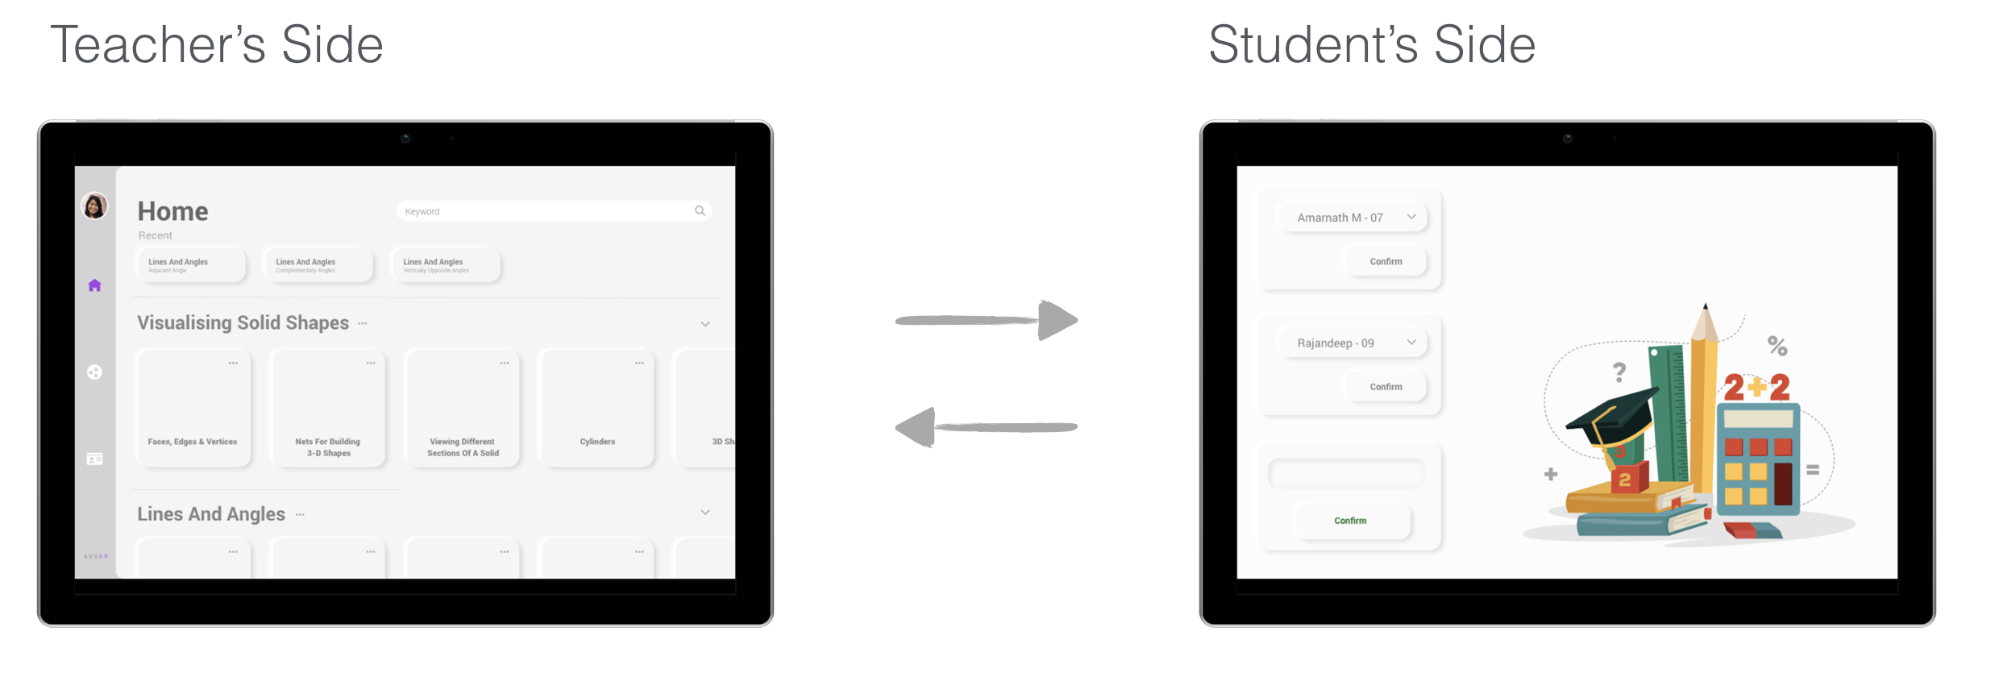 Teacher’s Side
Student’s Side
Home
Keyword
Recent
Lines And Angles
Adjacent Angle
Lines And Angles
Complementary Angles
Lines And Angles
Vertically Opposite Angles
Visualising Solid Shapes ...
Faces, Edges & Vertices
Nets For Building
3-D Shapes
Viewing Different
Sections Of A Solid
Cylinders
3D Sh
Lines And Angles ...
AVSAR
Amarnath M - 07
Confirm
Rajandeep - 09
Confirm
Confirm
?
%
2+2
3
2
+
=